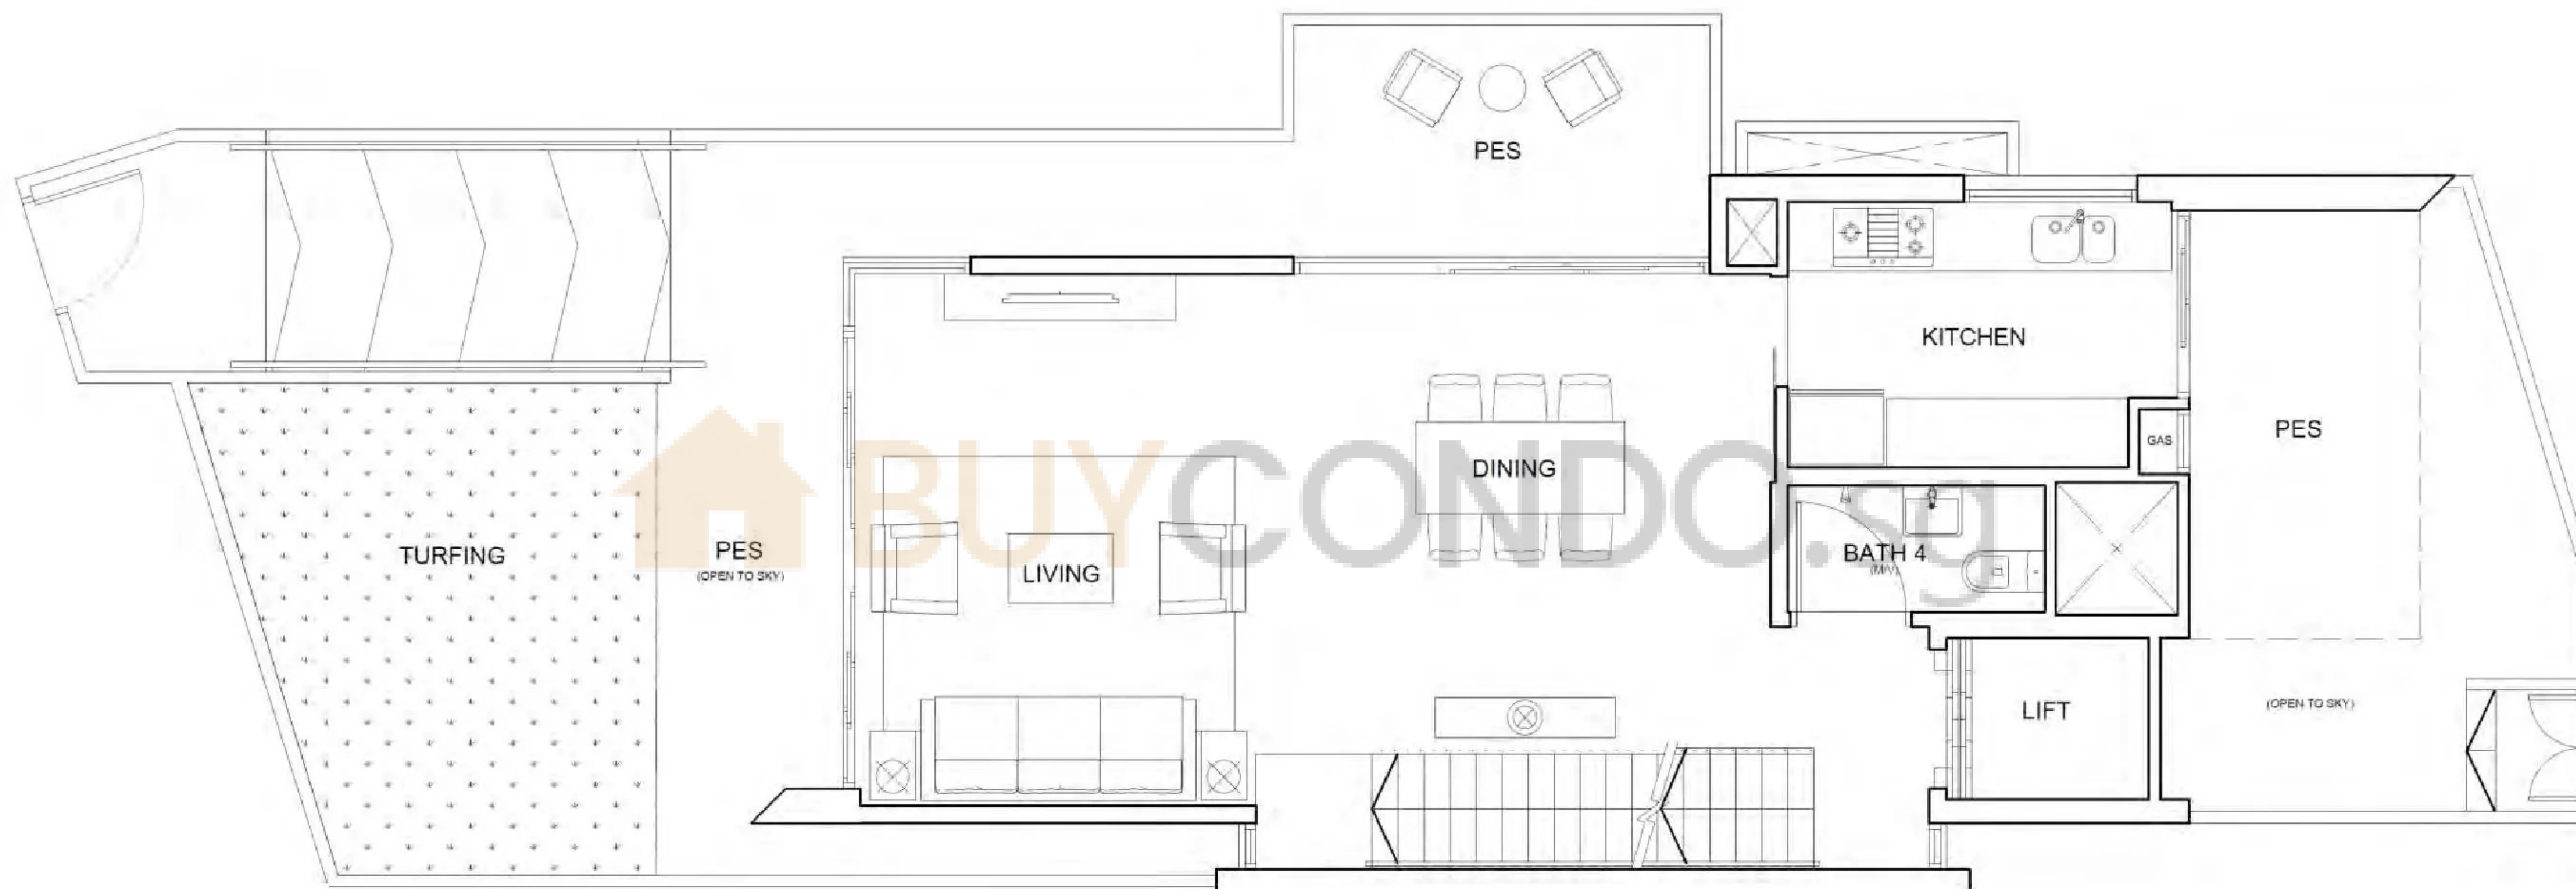 PES
KITCHEN
GAS
PES
DINING
BUYCONDO.sg
TURFING
PES
(OPEN TO SKY)
LIVING
BATH 4
(M/V)
LIFT
(OPEN TO SKY)